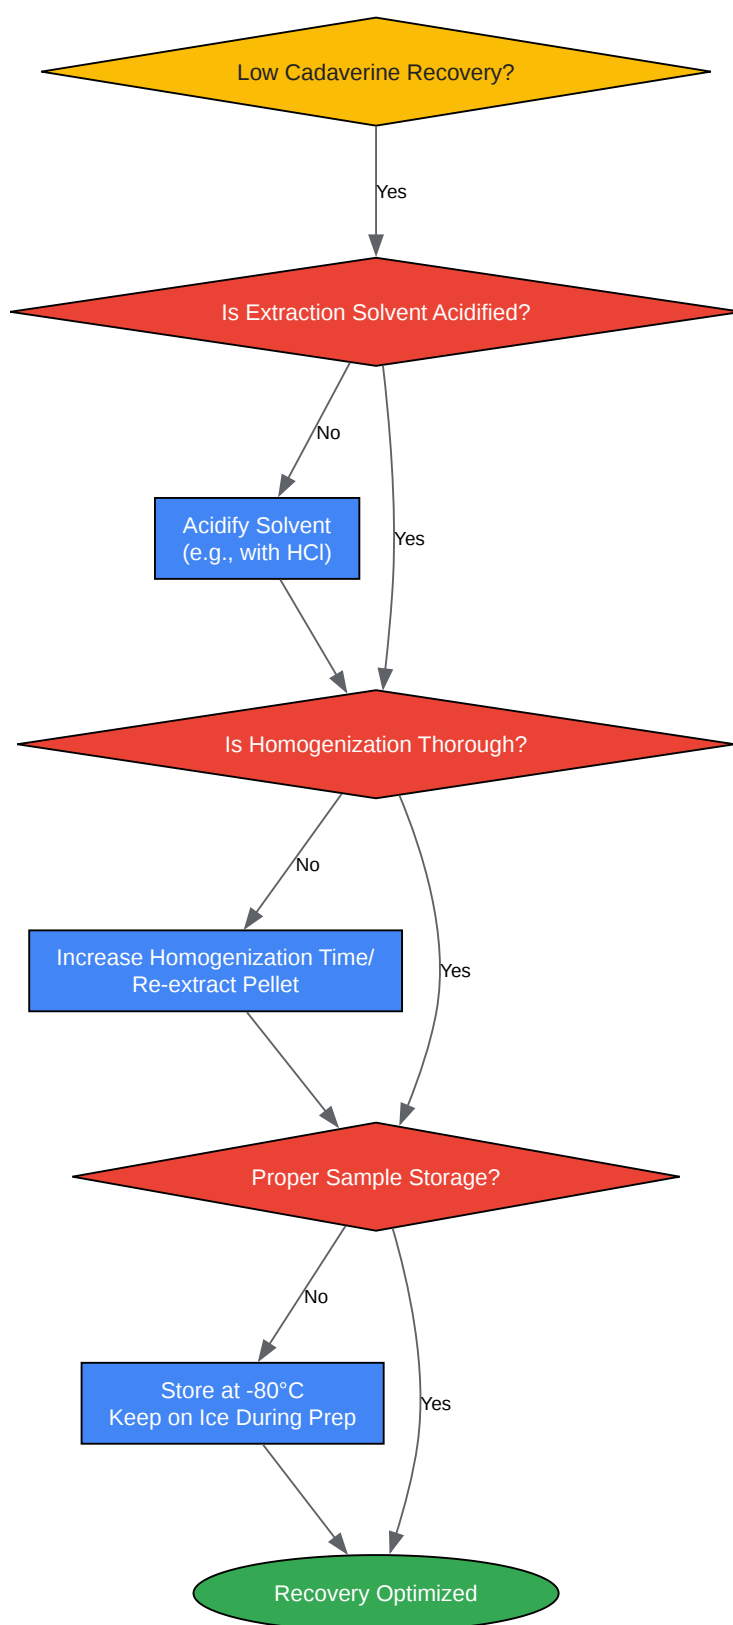 Low Cadaverine Recovery?
Yes
Is Extraction Solvent Acidified?
No
Acidify Solvent
(e.g., with HCl)
Yes
Is Homogenization Thorough?
No
Increase Homogenization Time/
Re-extract Pellet
Yes
Proper Sample Storage?
No
Store at -80°C
Keep on Ice During Prep
Yes
Recovery Optimized